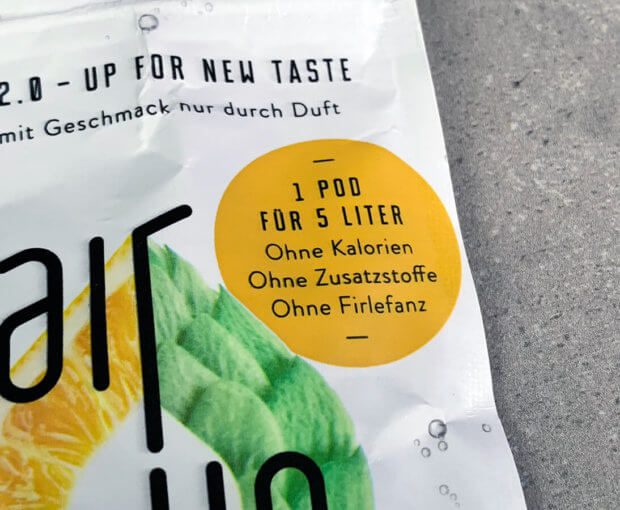 2.0 – UP FOR NEW TASTE
mit Geschmack nur durch Duft
1 POD
FÜR 5 LITER
Ohne Kalorien
Ohne Zusatzstoffe
Ohne Firlefanz
air
up